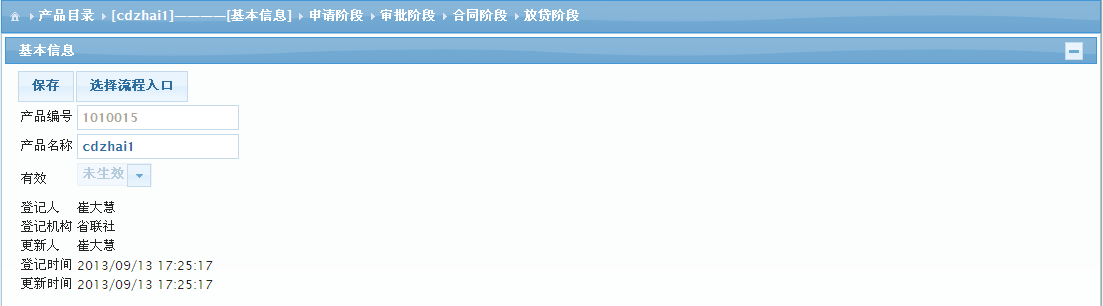 产品目录 [cdzhai1]————[基本信息] 申请阶段 审批阶段 合同阶段 放贷阶段
基本信息
保存 选择流程入口
产品编号 1010015
产品名称 cdzhai1
有效 未生效
登记人 崔大慧
登记机构 省联社
更新人 崔大慧
登记时间 2013/09/13 17:25:17
更新时间 2013/09/13 17:25:17